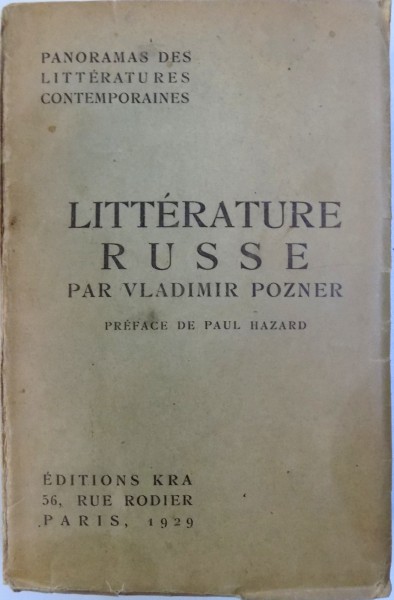 PANORAMAS DES
LITTÉRATURES
CONTEMPORAINES
LITTÉRATURE
RUSSE
PAR VLADIMIR POZNER
PRÉFACE DE PAUL HAZARD
ÉDITIONS KRA
56, RUE RODIER
PARIS, 1929